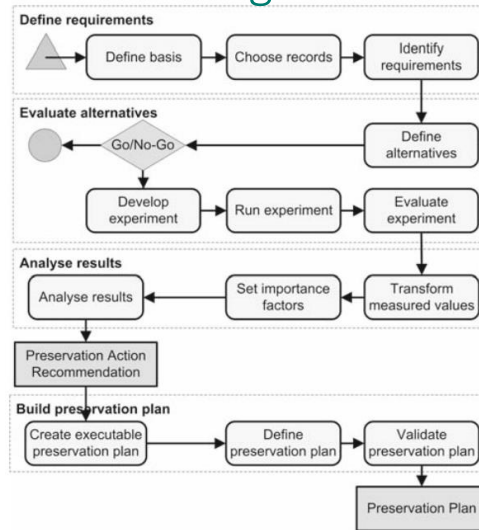 Define requirements
Define basis
Choose records
Identify
requirements
Evaluate alternatives
Go/No-Go
Define
alternatives
Develop
experiment
Run experiment
Evaluate
experiment
Analyse results
Analyse results
Set importance
factors
Transform
measured values
Preservation Action
Recommendation
Build preservation plan
Create executable
preservation plan
Define
preservation plan
Validate
preservation plan
Preservation Plan